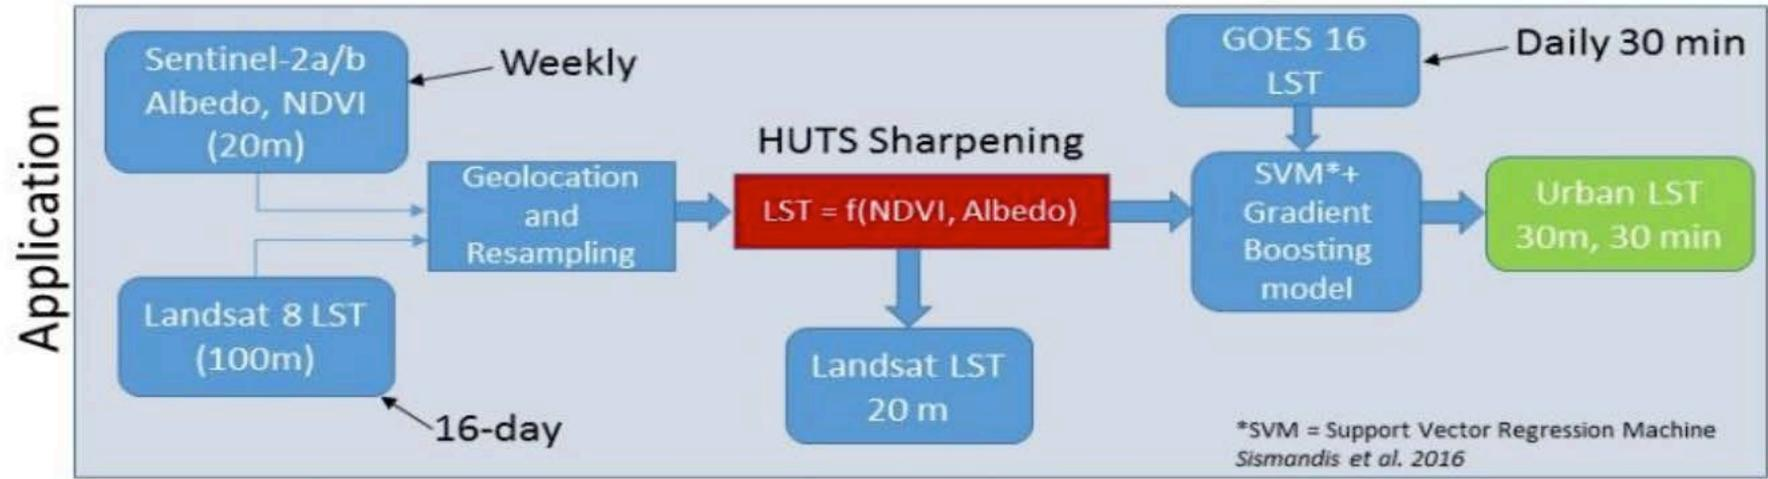 Application
Sentinel-2a/b
Albedo, NDVI
(20m)
Weekly
Landsat 8 LST
(100m)
16-day
Geolocation
and
Resampling
HUTS Sharpening
LST = f(NDVI, Albedo)
Landsat LST
20 m
GOES 16
LST
Daily 30 min
SVM*+
Gradient
Boosting
model
Urban LST
30m, 30 min
*SVM = Support Vector Regression Machine
Sismandis et al. 2016